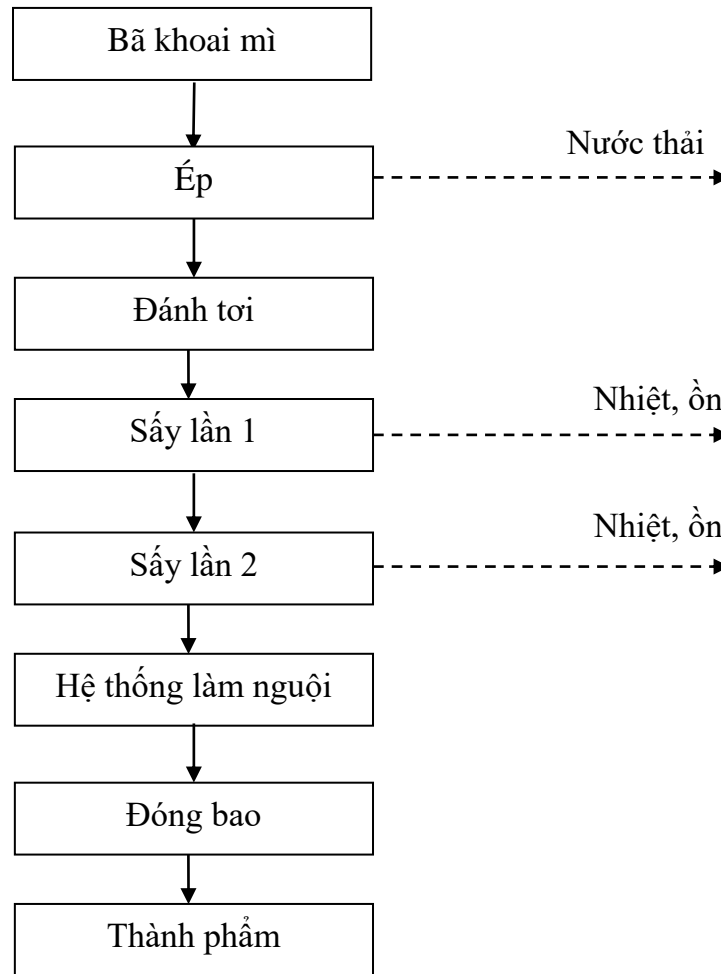 Bã khoai mì
Nước thải
Ép
Đánh tơi
Nhiệt, ồn
Sấy lần 1
Nhiệt, ồn
Sấy lần 2
Hệ thống làm nguội
Đóng bao
Thành phẩm